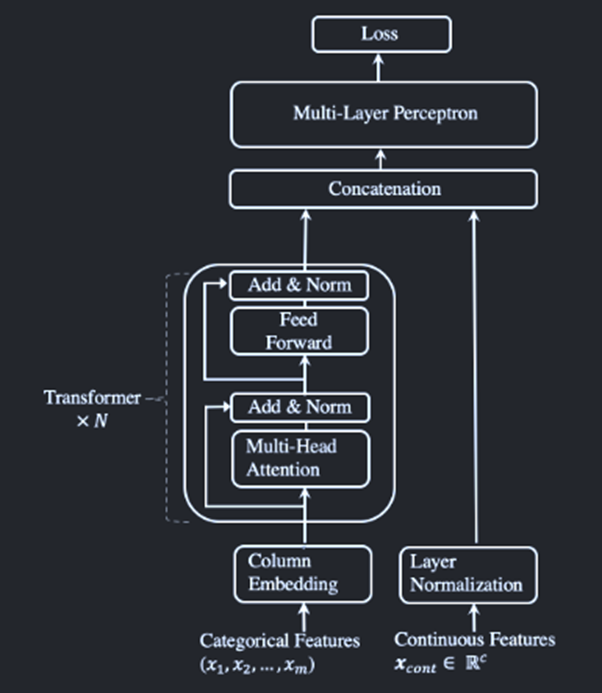 Loss
Multi-Layer Perceptron
Concatenation
Add & Norm
Feed
Forward
Transformer
× N
Add & Norm
Multi-Head
Attention
Column
Embedding
Layer
Normalization
Categorical Features
(x₁, x₂, ..., xₘ)
Continuous Features
x_cont ∈ ℝᶜ